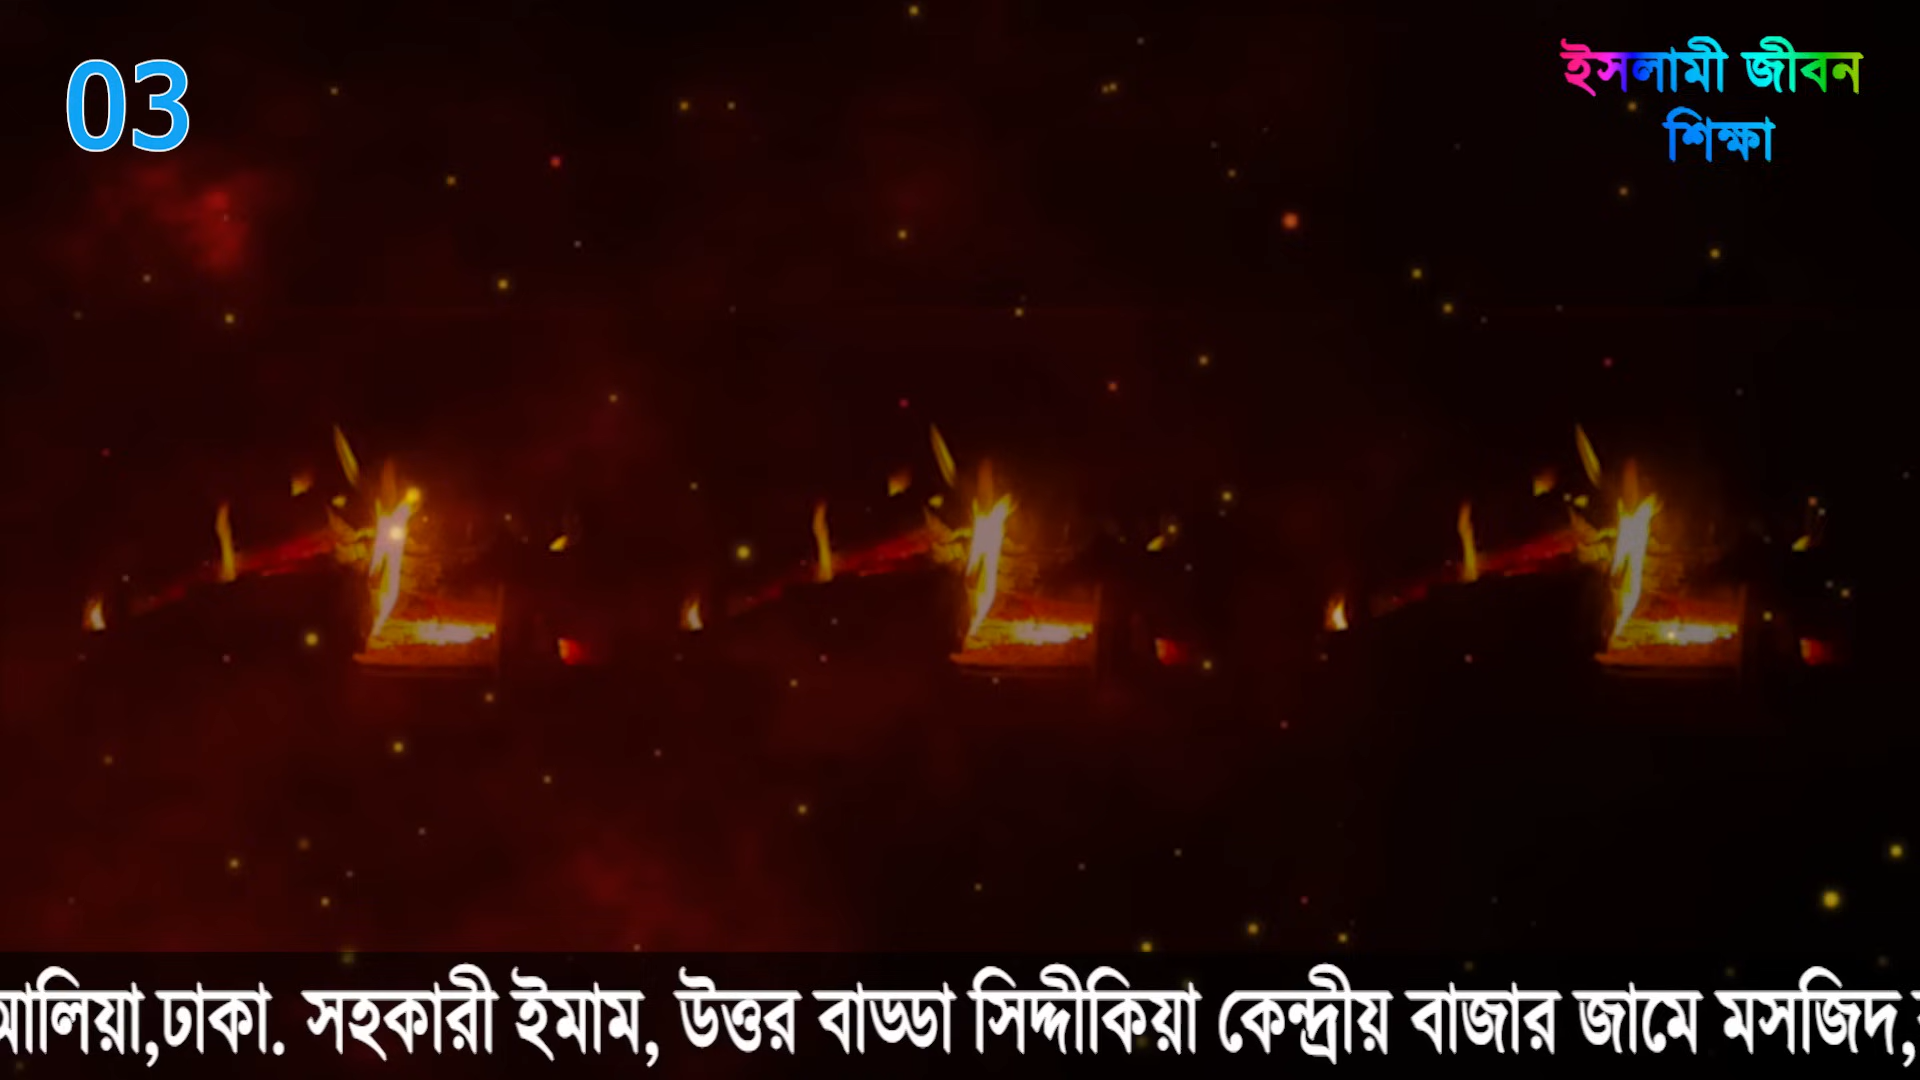 03
ইসলামী জীবন
শিক্ষা
আলিয়া,ঢাকা. সহকারী ইমাম, উত্তর বাড্ডা সিদ্দীকিয়া কেন্দ্রীয় বাজার জামে মসজিদ,